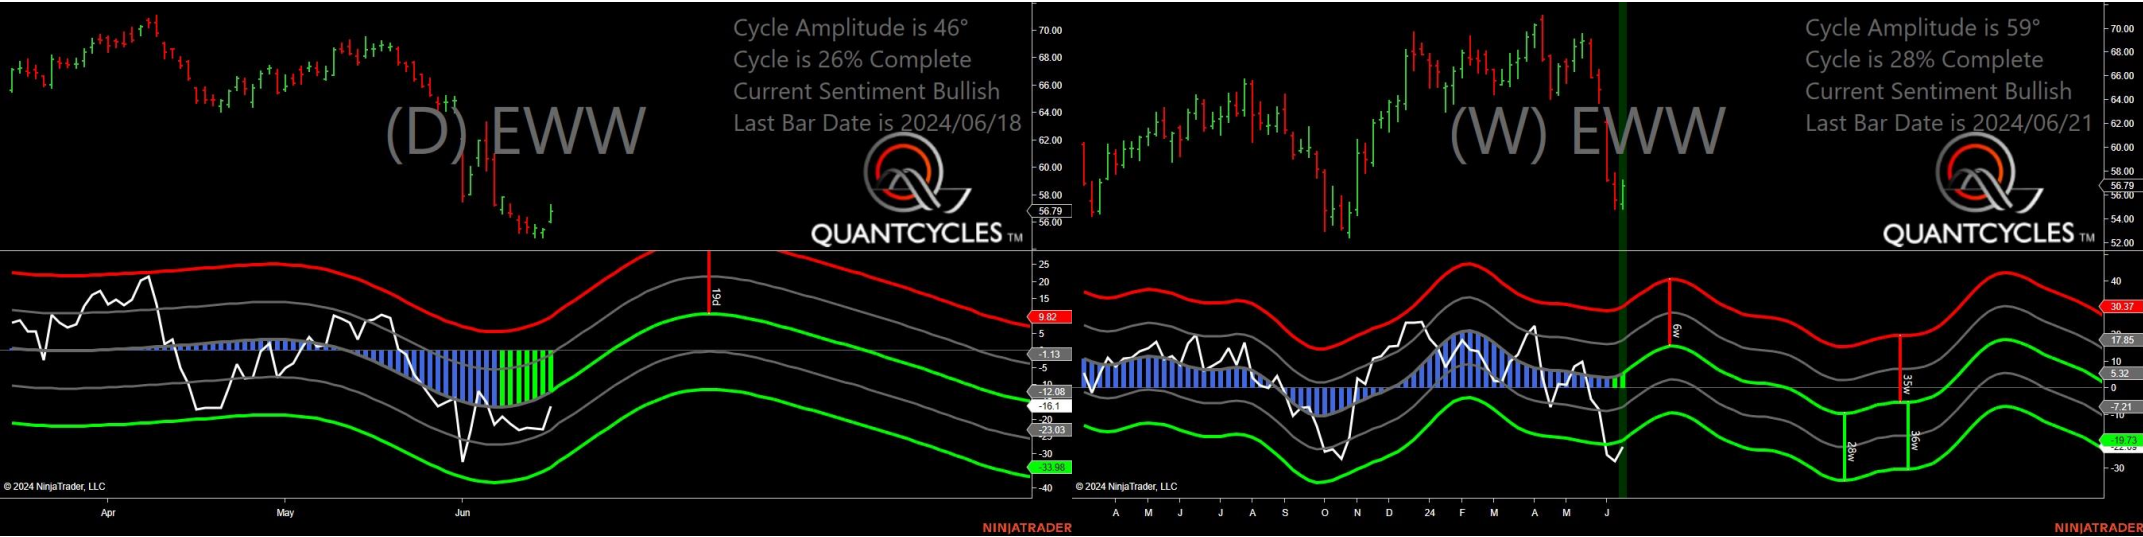 Cycle Amplitude is 46°
Cycle is 26% Complete
Current Sentiment Bullish
Last Bar Date is 2024/06/18
(D) EWW
QUANTCYCLES TM
70.00
68.00
66.00
64.00
62.00
60.00
58.00
56.79
56.00
25
20
15
9.82
5
-1.13
-5
-12.08
-16.1
-20
-23.03
-30
-33.98
-40
19d
© 2024 NinjaTrader, LLC
Apr May Jun
NINJATRADER
Cycle Amplitude is 59°
Cycle is 28% Complete
Current Sentiment Bullish
Last Bar Date is 2024/06/21
(W) EWW
QUANTCYCLES TM
70.00
68.00
66.00
64.00
62.00
60.00
58.00
56.79
56.00
54.00
52.00
40
30.37
17.85
10
5.32
0
-7.21
-10
-19.73
-30
6w
28w
35w
36w
© 2024 NinjaTrader, LLC
A M J J A S O N D 24 F M A M J
NINJATRADER